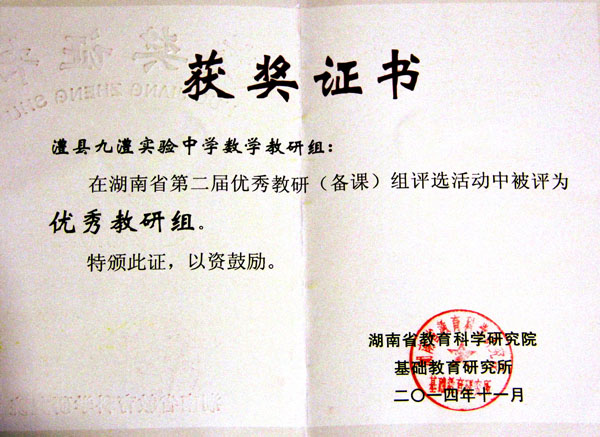 获奖证书
澧县九澧实验中学数学教研组：
在湖南省第二届优秀教研（备课）组评选活动中被评为
优秀教研组。
特颁此证，以资鼓励。
湖南省教育科学研究院
基础教育研究所
二〇一四年十一月